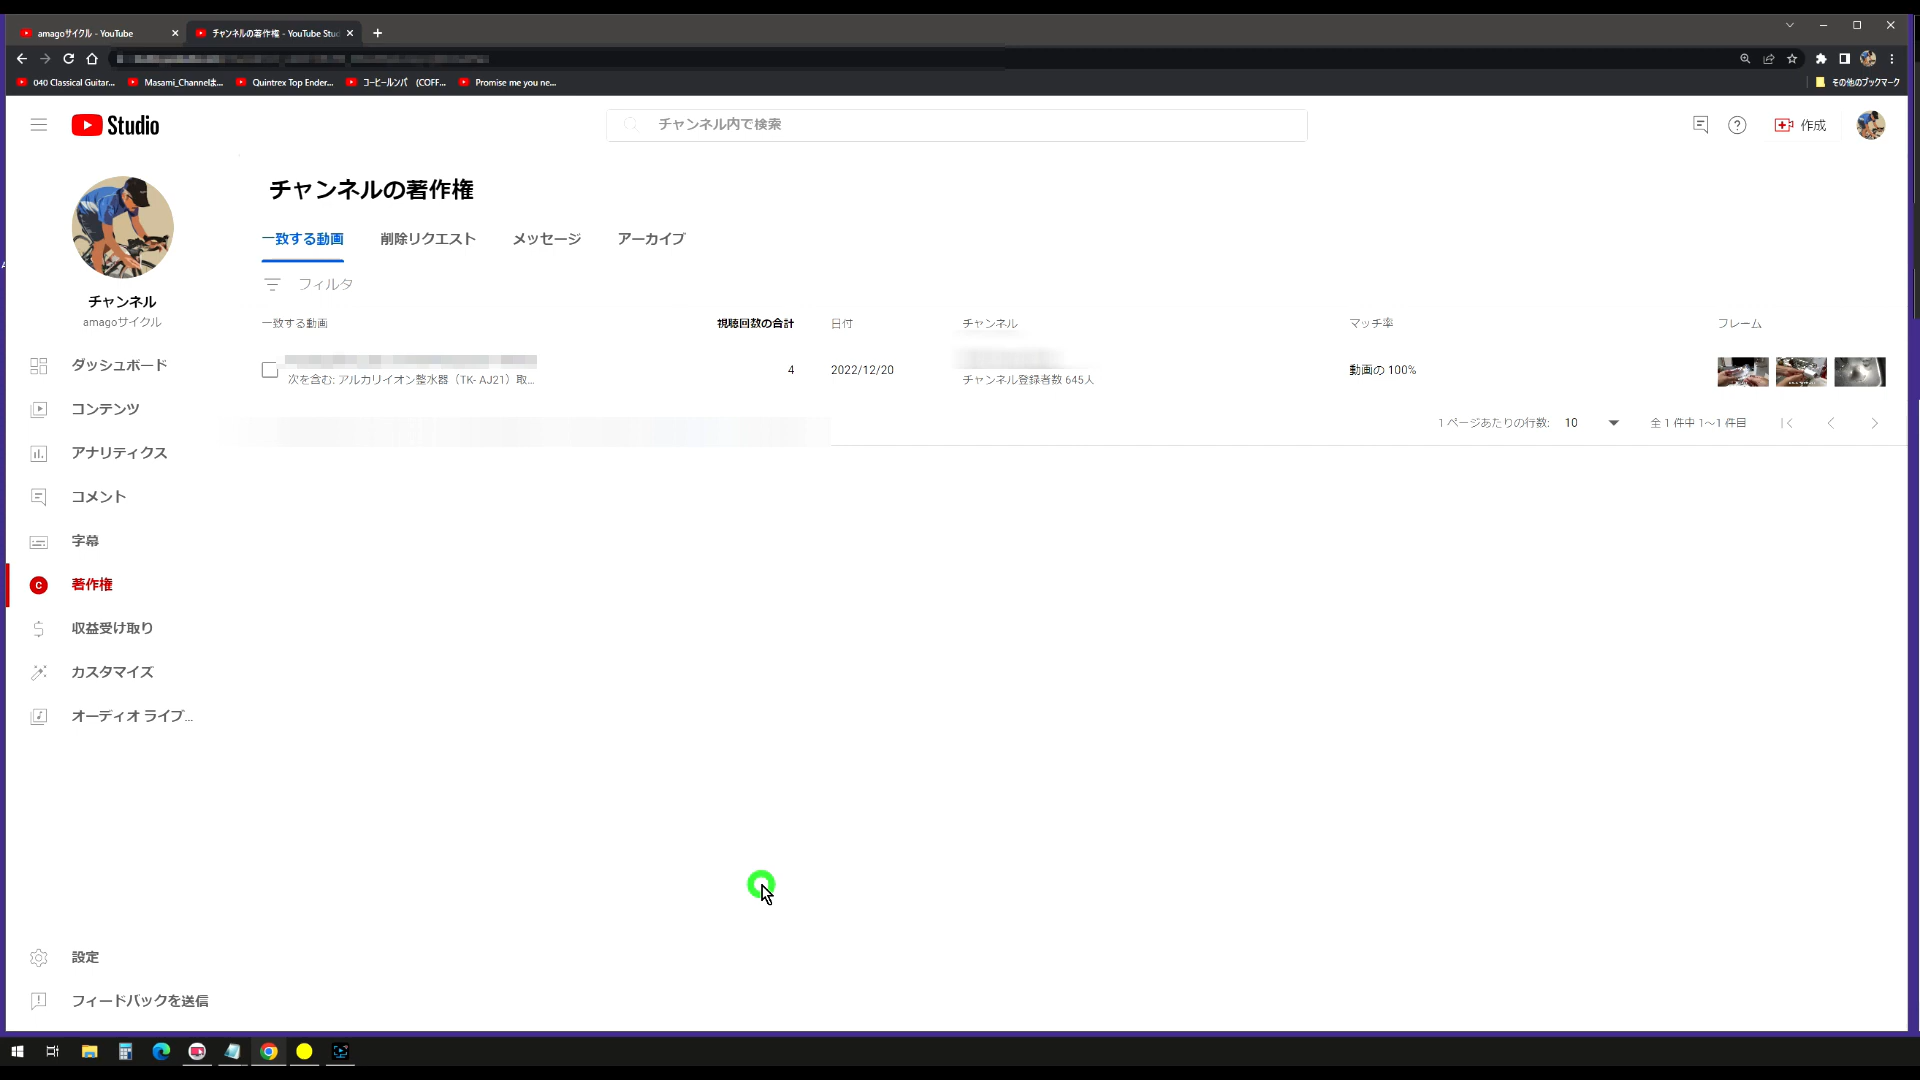 amagoサイクル - YouTube
チャンネルの著作権 - YouTube Stu
040 Classical Guitar...
Masami_Channelは...
Quintrex Top Ender...
コーヒールンバ (COFF...
Promise me you ne...
その他のブックマーク
Studio
チャンネル内で検索
作成
チャンネルの著作権
一致する動画
削除リクエスト
メッセージ
アーカイブ
フィルタ
チャンネル
amagoサイクル
一致する動画
視聴回数の合計
日付
チャンネル
マッチ率
フレーム
次を含む: アルカリイオン整水器（TK- AJ21）取...
4
2022/12/20
チャンネル登録者数 645人
動画の 100%
1 ページあたりの行数:
10
全 1 件中 1～1 件目
ダッシュボード
コンテンツ
アナリティクス
コメント
字幕
著作権
収益受け取り
カスタマイズ
オーディオ ライブ...
設定
フィードバックを送信